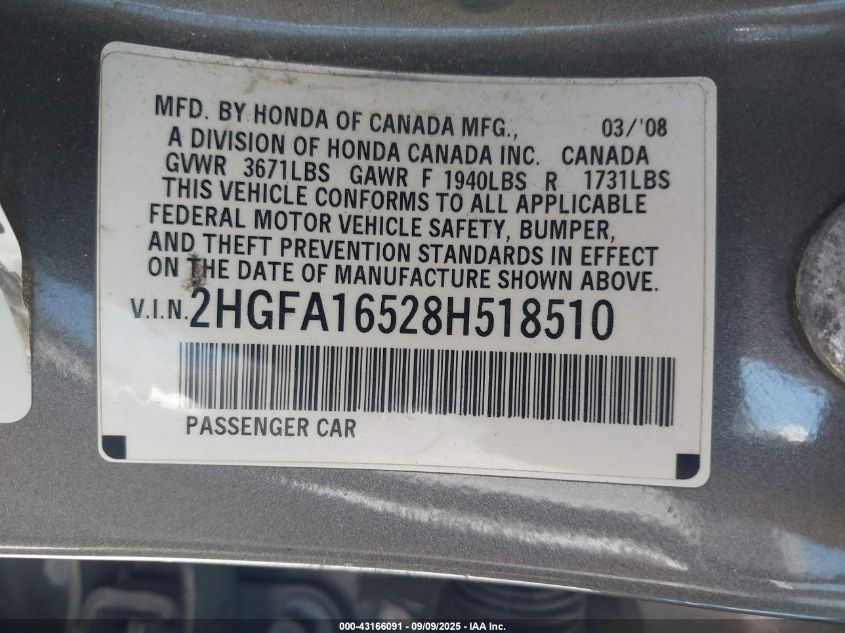 MFD. BY HONDA OF CANADA MFG., 03/'08
A DIVISION OF HONDA CANADA INC. CANADA
GVWR 3671LBS GAWR F 1940LBS R 1731LBS
THIS VEHICLE CONFORMS TO ALL APPLICABLE
FEDERAL MOTOR VEHICLE SAFETY, BUMPER,
AND THEFT PREVENTION STANDARDS IN EFFECT
ON THE DATE OF MANUFACTURE SHOWN ABOVE.
V.I.N. 2HGFA16528H518510
PASSENGER CAR
000-43166091 - 09/09/2025 - IAA Inc.